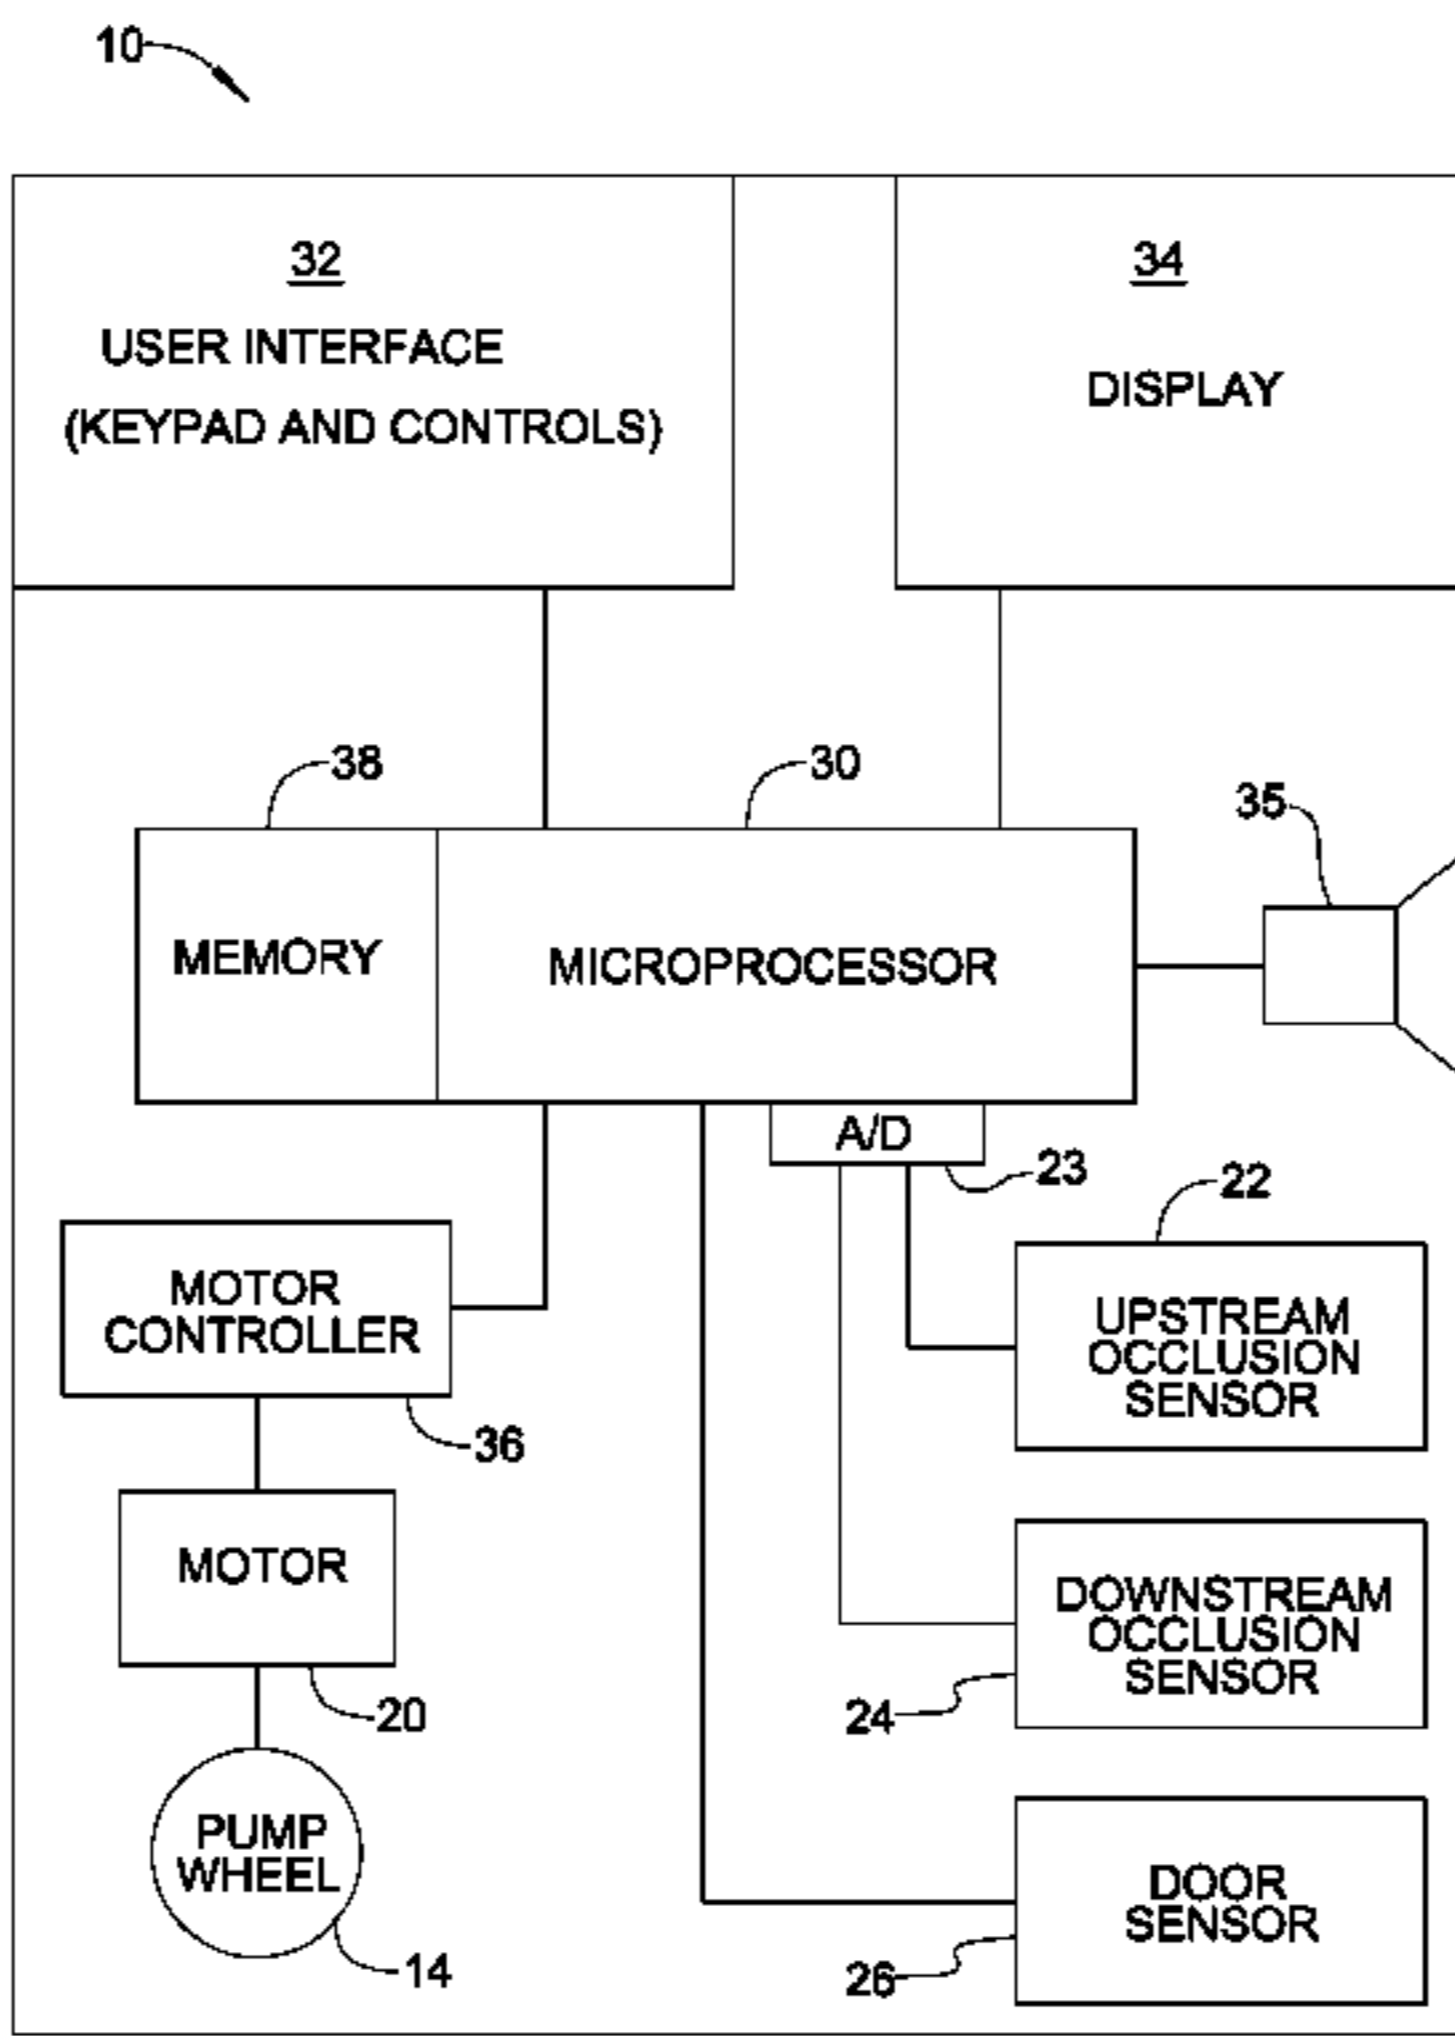 10
32
USER INTERFACE
(KEYPAD AND CONTROLS)
34
DISPLAY
38
30
35
MEMORY
MICROPROCESSOR
A/D
23
22
MOTOR
CONTROLLER
36
UPSTREAM
OCCLUSION
SENSOR
MOTOR
20
DOWNSTREAM
OCCLUSION
SENSOR
24
PUMP
WHEEL
14
DOOR
SENSOR
26